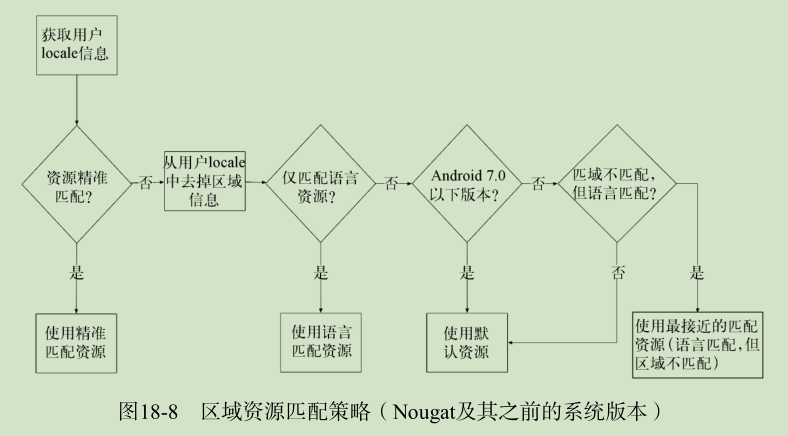 获取用户
locale信息
资源精准
匹配?
否
从用户locale
中去掉区域
信息
仅匹配语言
资源?
否
Android 7.0
以下版本?
否
匹域不匹配,
但语言匹配?
是
是
是
否
是
使用精准
匹配资源
使用语言
匹配资源
使用默
认资源
使用最接近的匹配
资源(语言匹配,但
区域不匹配)
图18-8 区域资源匹配策略(Nougat及其之前的系统版本)